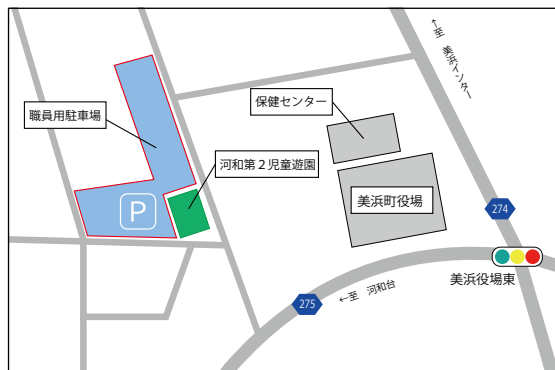 ↑至 美浜インター
保健センター
職員用駐車場
河和第2児童遊園
P
美浜町役場
274
美浜役場東
←至 河和台
275